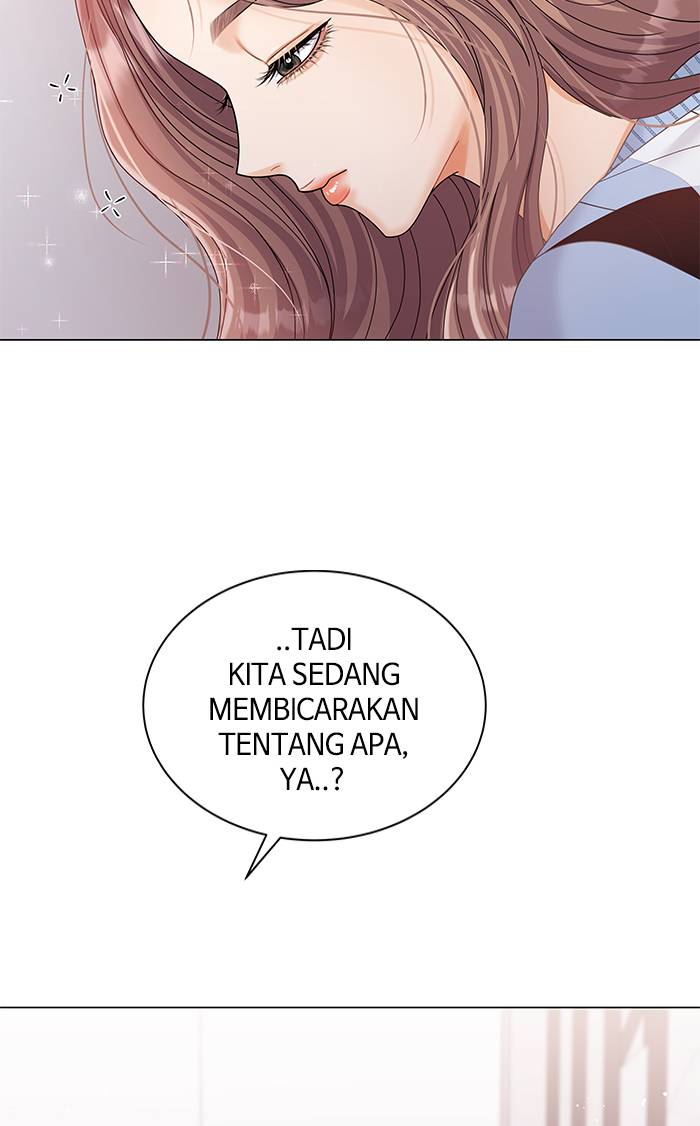 ..TADI
KITA SEDANG
MEMBICARAKAN
TENTANG APA,
YA..?